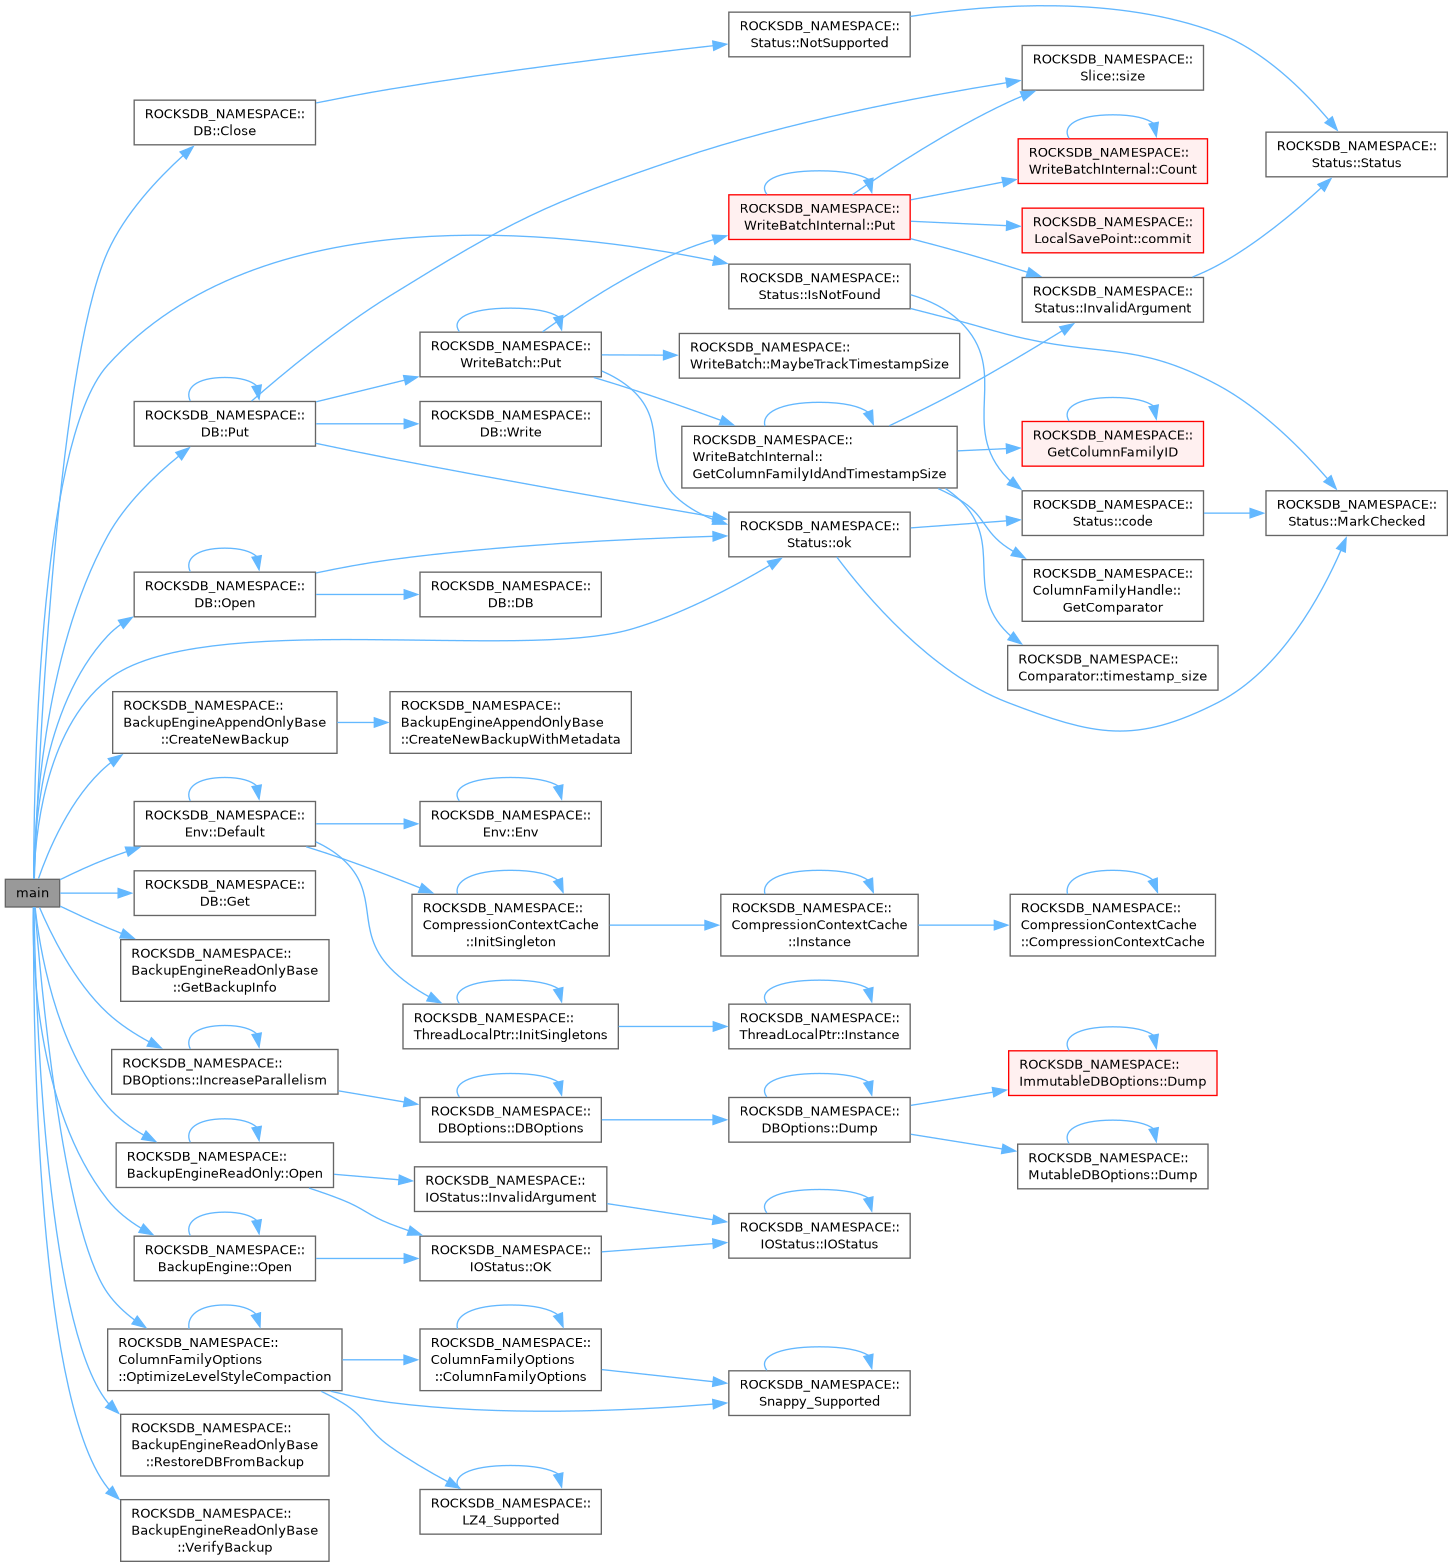 main
ROCKSDB_NAMESPACE::
DB::Close
ROCKSDB_NAMESPACE::
Status::NotSupported
ROCKSDB_NAMESPACE::
Status::Status
ROCKSDB_NAMESPACE::
DB::Put
ROCKSDB_NAMESPACE::
Slice::size
ROCKSDB_NAMESPACE::
WriteBatch::Put
ROCKSDB_NAMESPACE::
DB::Write
ROCKSDB_NAMESPACE::
WriteBatchInternal::Put
ROCKSDB_NAMESPACE::
WriteBatchInternal::Count
ROCKSDB_NAMESPACE::
LocalSavePoint::commit
ROCKSDB_NAMESPACE::
Status::InvalidArgument
ROCKSDB_NAMESPACE::
Status::IsNotFound
ROCKSDB_NAMESPACE::
WriteBatch::MaybeTrackTimestampSize
ROCKSDB_NAMESPACE::
WriteBatchInternal::
GetColumnFamilyIdAndTimestampSize
ROCKSDB_NAMESPACE::
GetColumnFamilyID
ROCKSDB_NAMESPACE::
Status::code
ROCKSDB_NAMESPACE::
Status::MarkChecked
ROCKSDB_NAMESPACE::
Status::ok
ROCKSDB_NAMESPACE::
ColumnFamilyHandle::
GetComparator
ROCKSDB_NAMESPACE::
Comparator::timestamp_size
ROCKSDB_NAMESPACE::
DB::Open
ROCKSDB_NAMESPACE::
DB::DB
ROCKSDB_NAMESPACE::
BackupEngineAppendOnlyBase
::CreateNewBackup
ROCKSDB_NAMESPACE::
BackupEngineAppendOnlyBase
::CreateNewBackupWithMetadata
ROCKSDB_NAMESPACE::
Env::Default
ROCKSDB_NAMESPACE::
Env::Env
ROCKSDB_NAMESPACE::
DB::Get
ROCKSDB_NAMESPACE::
CompressionContextCache
::InitSingleton
ROCKSDB_NAMESPACE::
CompressionContextCache
::Instance
ROCKSDB_NAMESPACE::
CompressionContextCache
::CompressionContextCache
ROCKSDB_NAMESPACE::
BackupEngineReadOnlyBase
::GetBackupInfo
ROCKSDB_NAMESPACE::
ThreadLocalPtr::InitSingletons
ROCKSDB_NAMESPACE::
ThreadLocalPtr::Instance
ROCKSDB_NAMESPACE::
DBOptions::IncreaseParallelism
ROCKSDB_NAMESPACE::
DBOptions::DBOptions
ROCKSDB_NAMESPACE::
DBOptions::Dump
ROCKSDB_NAMESPACE::
ImmutableDBOptions::Dump
ROCKSDB_NAMESPACE::
MutableDBOptions::Dump
ROCKSDB_NAMESPACE::
BackupEngineReadOnly::Open
ROCKSDB_NAMESPACE::
IOStatus::InvalidArgument
ROCKSDB_NAMESPACE::
IOStatus::IOStatus
ROCKSDB_NAMESPACE::
BackupEngine::Open
ROCKSDB_NAMESPACE::
IOStatus::OK
ROCKSDB_NAMESPACE::
ColumnFamilyOptions
::OptimizeLevelStyleCompaction
ROCKSDB_NAMESPACE::
ColumnFamilyOptions
::ColumnFamilyOptions
ROCKSDB_NAMESPACE::
Snappy_Supported
ROCKSDB_NAMESPACE::
BackupEngineReadOnlyBase
::RestoreDBFromBackup
ROCKSDB_NAMESPACE::
LZ4_Supported
ROCKSDB_NAMESPACE::
BackupEngineReadOnlyBase
::VerifyBackup